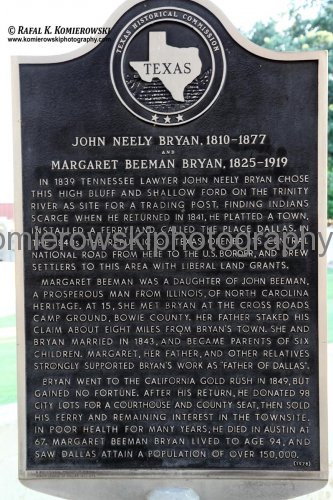 © RAFAL K. KOMIEROWSKI
www.komierowskiphotography.com
TEXAS HISTORICAL COMMISSION
TEXAS
JOHN NEELY BRYAN, 1810-1877
AND
MARGARET BEEMAN BRYAN, 1825-1919
IN 1839 TENNESSEE LAWYER JOHN NEELY BRYAN CHOSE
THIS HIGH BLUFF AND SHALLOW FORD ON THE TRINITY
RIVER AS SITE FOR A TRADING POST. FINDING INDIANS
SCARCE WHEN HE RETURNED IN 1841, HE PLATTED A TOWN,
INSTALLED A FERRY AND CALLED THE PLACE DALLAS. IN
THE 1840s THE REPUBLIC OF TEXAS OPENED THE
komierowskiphotography.com
NATIONAL ROAD FROM HERE TO THE U.S. BORDER, AND DREW
SETTLERS TO THIS AREA WITH LIBERAL LAND GRANTS.
MARGARET BEEMAN WAS A DAUGHTER OF JOHN BEEMAN,
A PROSPEROUS MAN FROM ILLINOIS, OF NORTH CAROLINA
HERITAGE. AT 15, SHE MET BRYAN AT THE CROSS ROADS
CAMP GROUND, BOWIE COUNTY. HER FATHER STAKED HIS
CLAIM ABOUT EIGHT MILES FROM BRYAN'S TOWN. SHE AND
BRYAN MARRIED IN 1843, AND BECAME PARENTS OF SIX
CHILDREN. MARGARET, HER FATHER, AND OTHER RELATIVES
STRONGLY SUPPORTED BRYAN'S WORK AS "FATHER OF DALLAS".
BRYAN WENT TO THE CALIFORNIA GOLD RUSH IN 1849, BUT
GAINED NO FORTUNE. AFTER HIS RETURN, HE DONATED 98
CITY LOTS FOR A COURTHOUSE AND COUNTY SEAT, THEN SOLD
HIS FERRY AND REMAINING INTEREST IN THE TOWNSITE.
IN POOR HEALTH FOR MANY YEARS, HE DIED IN AUSTIN AT
67. MARGARET BEEMAN BRYAN LIVED TO AGE 94, AND
SAW DALLAS ATTAIN A POPULATION OF OVER 150,000.
(1978)